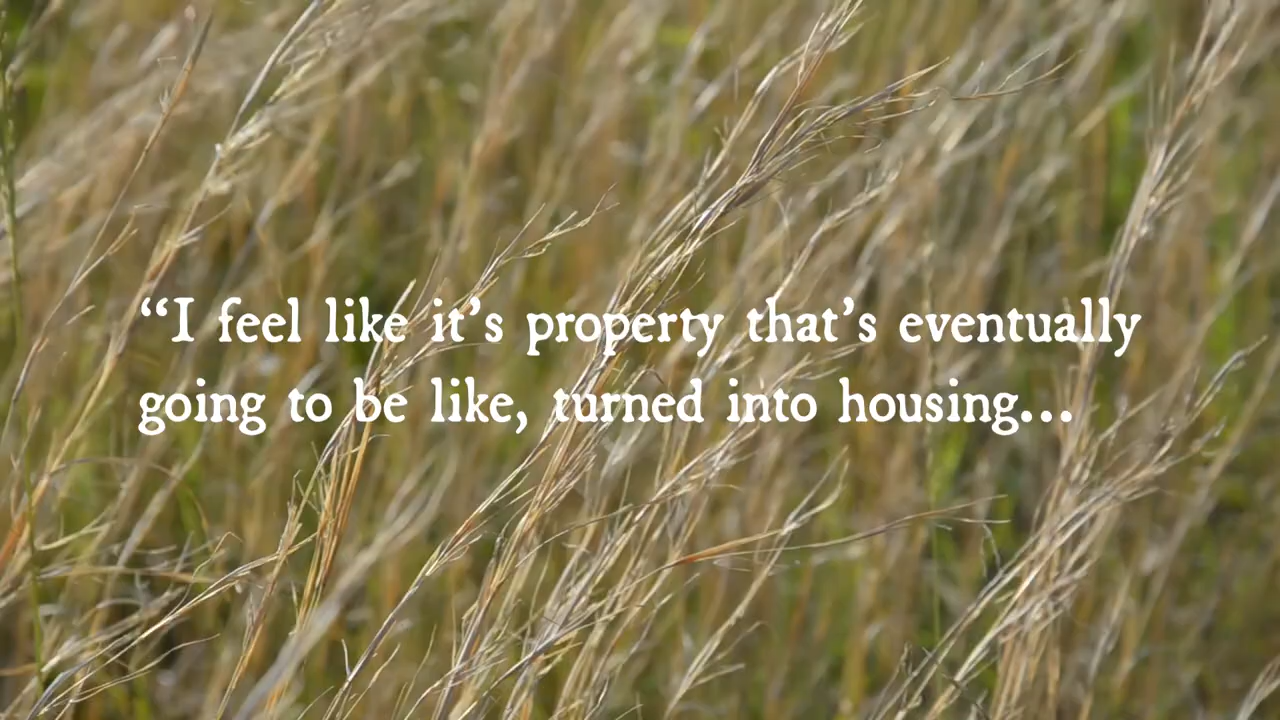 “I feel like it’s property that’s eventually
going to be like, turned into housing...